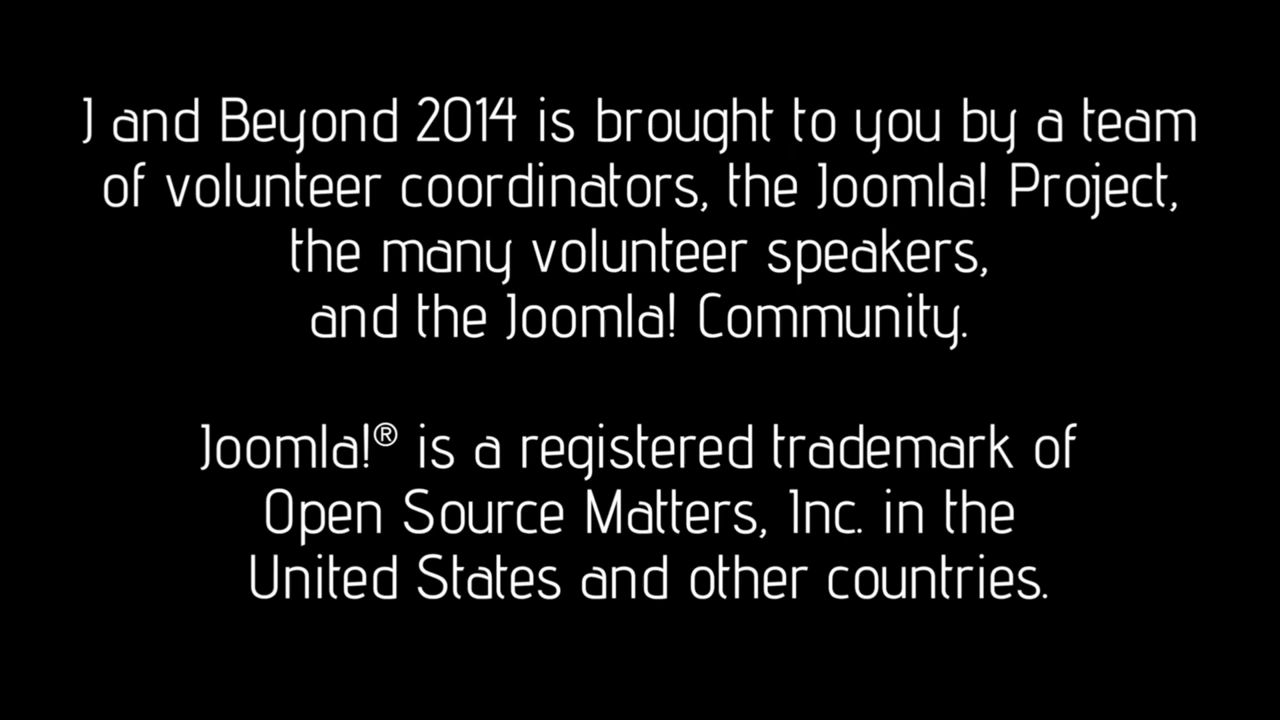 J and Beyond 2014 is brought to you by a team
of volunteer coordinators, the Joomla! Project,
the many volunteer speakers,
and the Joomla! Community.
Joomla!® is a registered trademark of
Open Source Matters, Inc. in the
United States and other countries.